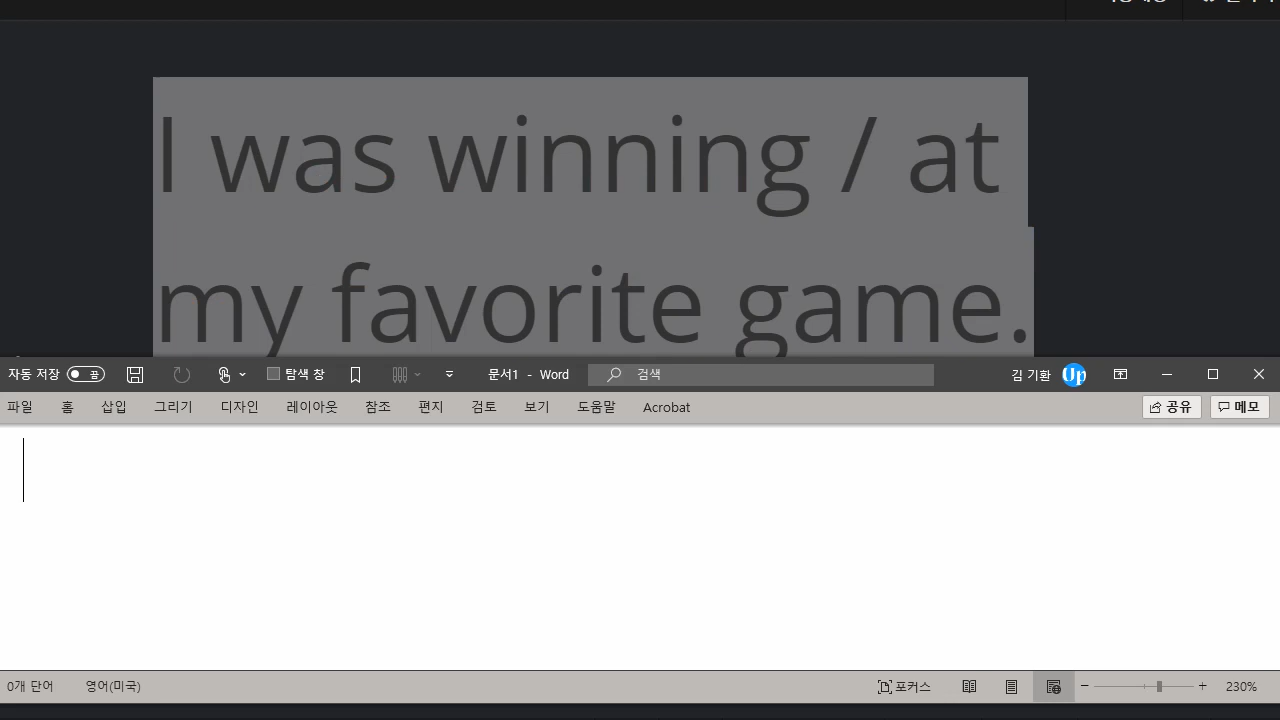 I was winning / at
my favorite game.
자동 저장 끔 탐색 창 문서1 - Word 검색 김 기환 Up
파일 홈 삽입 그리기 디자인 레이아웃 참조 편지 검토 보기 도움말 Acrobat 공유 메모
0개 단어 영어(미국) 포커스 230%